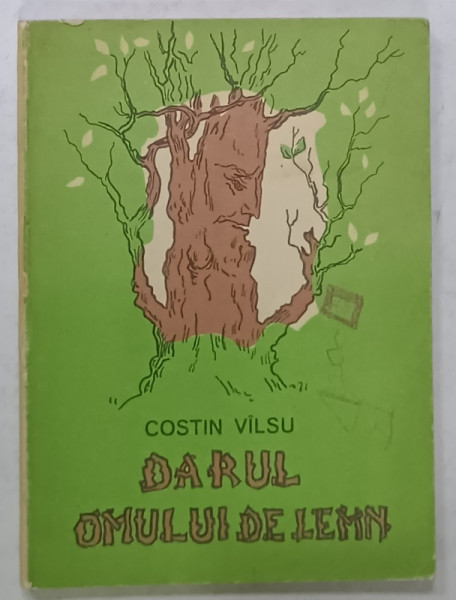 COSTIN VÎLSU
DARUL
OMULUI DE LEMN